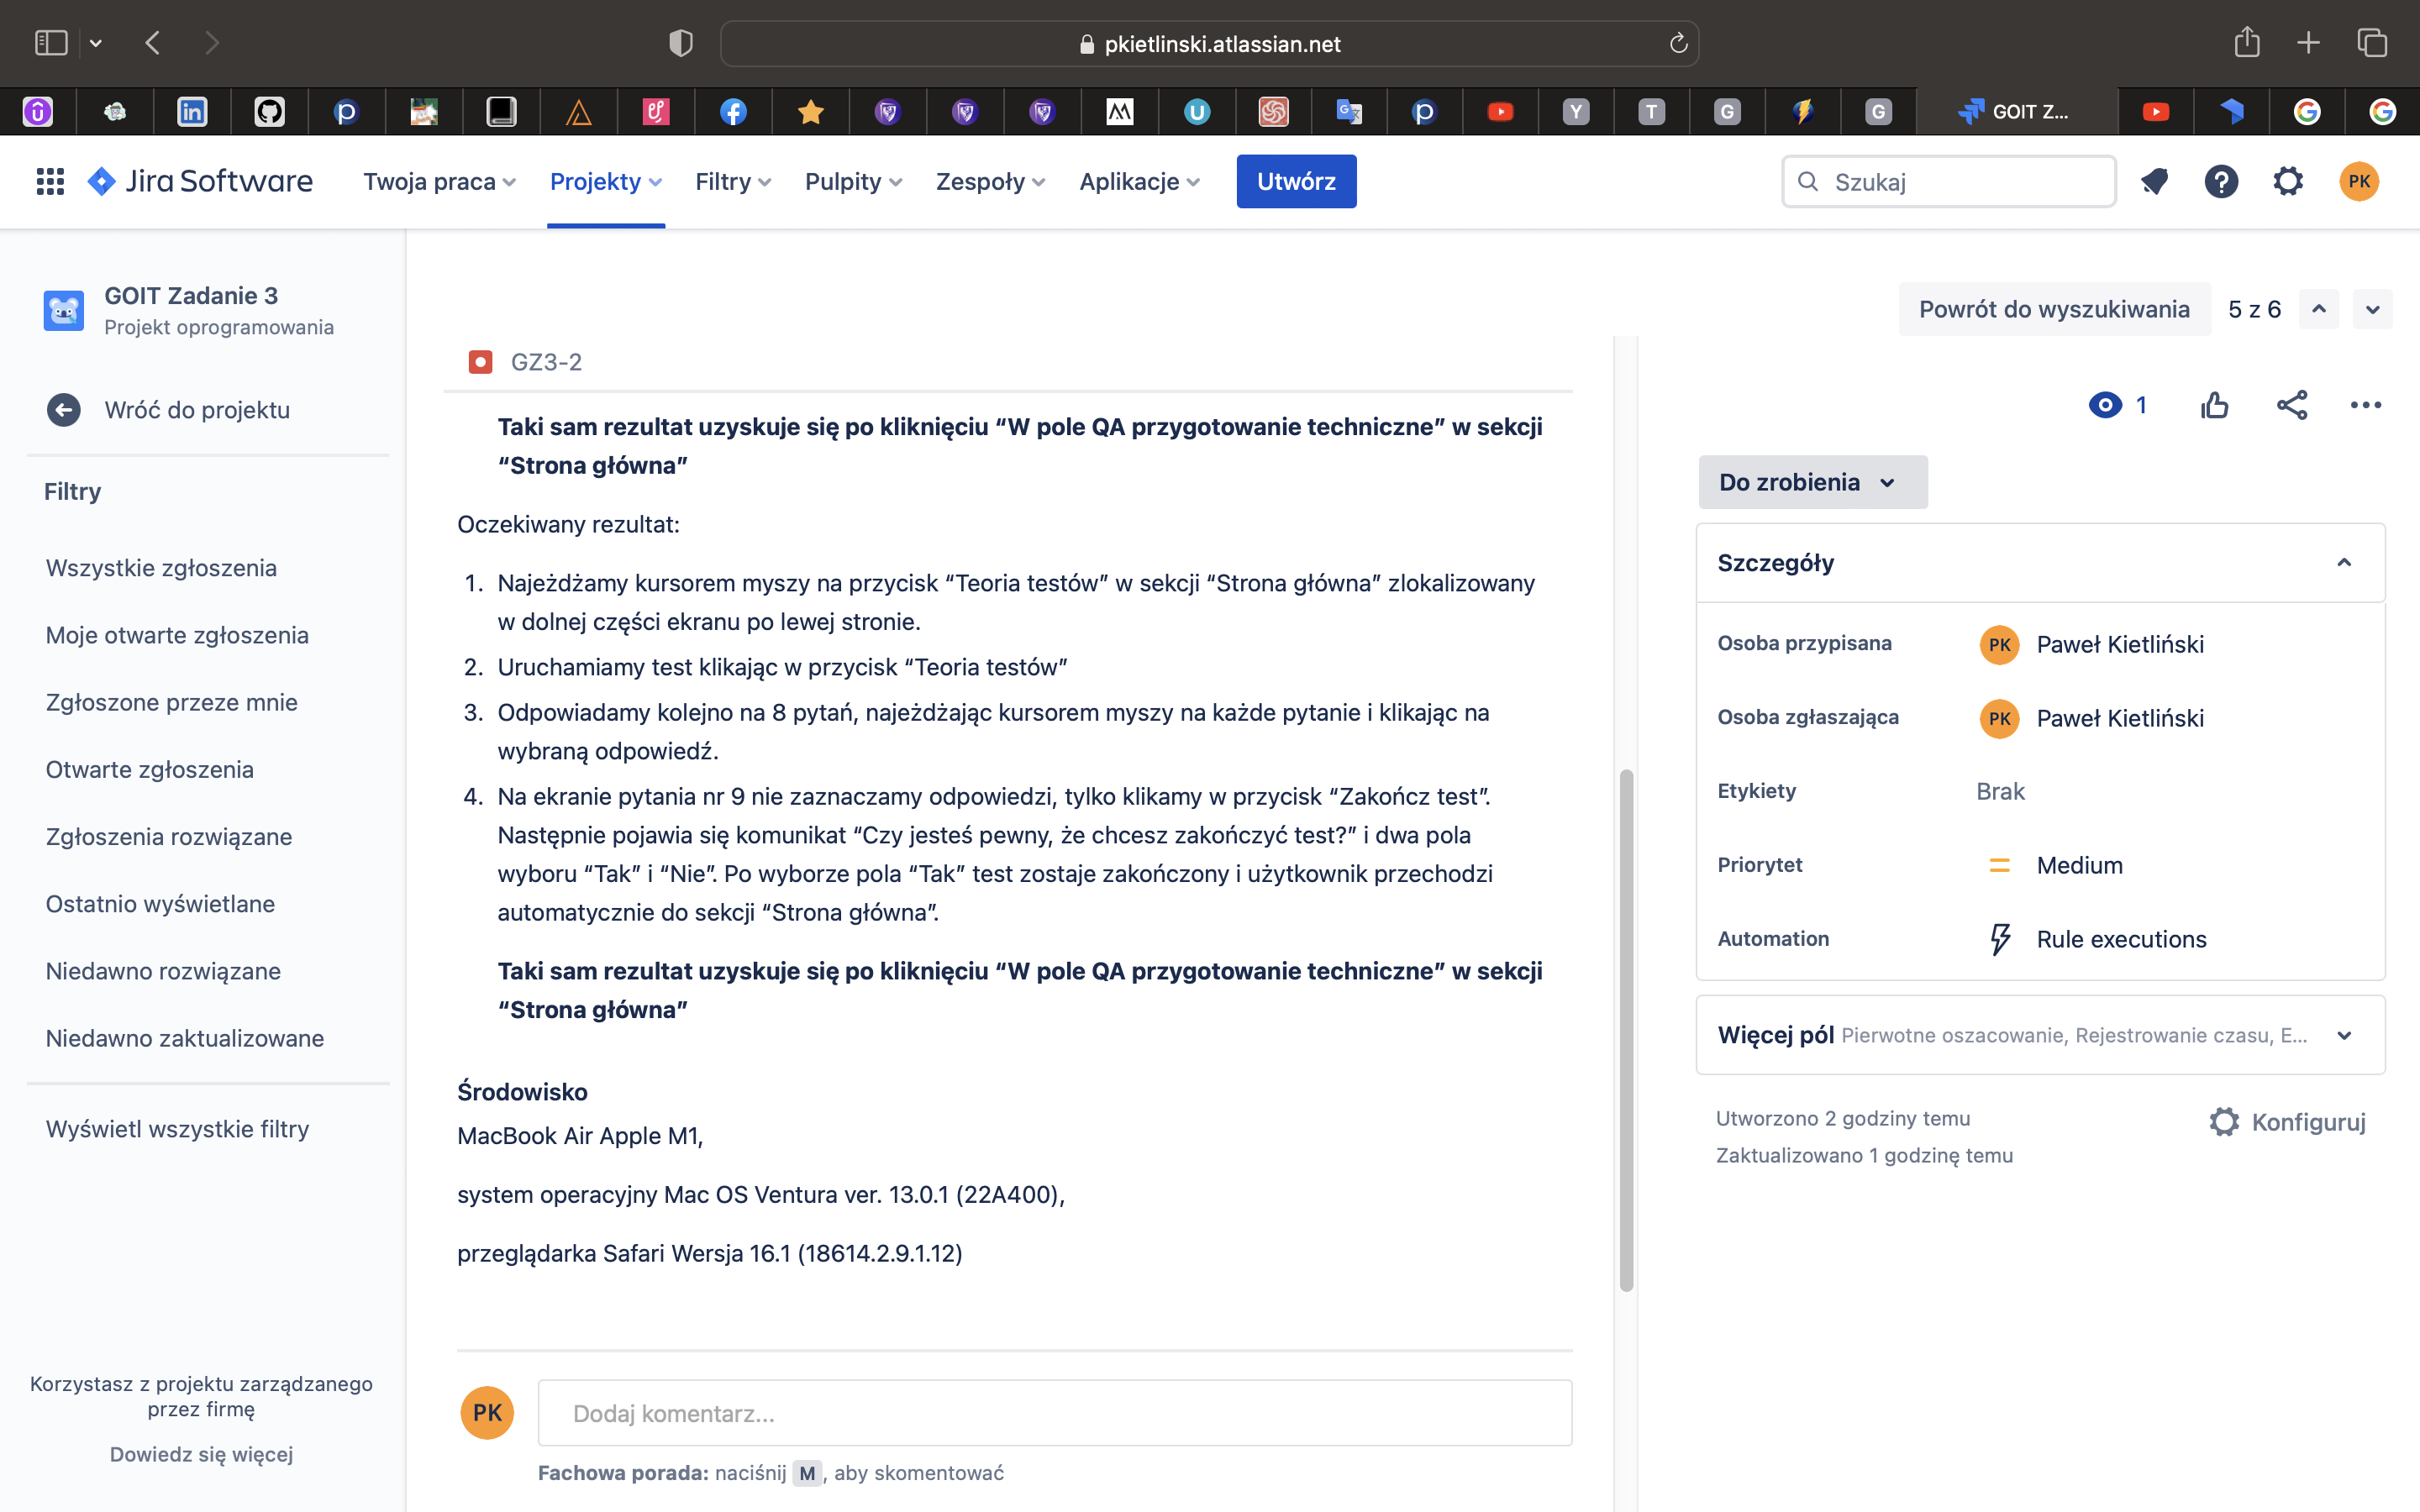 pkietlinski.atlassian.net
GOIT Z...
Jira Software
Twoja praca
Projekty
Filtry
Pulpity
Zespoły
Aplikacje
Utwórz
Szukaj
PK
GOIT Zadanie 3
Projekt oprogramowania
Wróć do projektu
Filtry
Wszystkie zgłoszenia
Moje otwarte zgłoszenia
Zgłoszone przeze mnie
Otwarte zgłoszenia
Zgłoszenia rozwiązane
Ostatnio wyświetlane
Niedawno rozwiązane
Niedawno zaktualizowane
Wyświetl wszystkie filtry
Korzystasz z projektu zarządzanego
przez firmę
Dowiedz się więcej
Powrót do wyszukiwania
5 z 6
GZ3-2
Taki sam rezultat uzyskuje się po kliknięciu “W pole QA przygotowanie techniczne” w sekcji
“Strona główna”
Oczekiwany rezultat:
1. Najeżdżamy kursorem myszy na przycisk “Teoria testów” w sekcji “Strona główna” zlokalizowany
w dolnej części ekranu po lewej stronie.
2. Uruchamiamy test klikając w przycisk “Teoria testów”
3. Odpowiadamy kolejno na 8 pytań, najeżdżając kursorem myszy na każde pytanie i klikając na
wybraną odpowiedź.
4. Na ekranie pytania nr 9 nie zaznaczamy odpowiedzi, tylko klikamy w przycisk “Zakończ test”.
Następnie pojawia się komunikat “Czy jesteś pewny, że chcesz zakończyć test?” i dwa pola
wyboru “Tak” i “Nie”. Po wyborze pola “Tak” test zostaje zakończony i użytkownik przechodzi
automatycznie do sekcji “Strona główna”.
Taki sam rezultat uzyskuje się po kliknięciu “W pole QA przygotowanie techniczne” w sekcji
“Strona główna”
Środowisko
MacBook Air Apple M1,
system operacyjny Mac OS Ventura ver. 13.0.1 (22A400),
przeglądarka Safari Wersja 16.1 (18614.2.9.1.12)
PK
Dodaj komentarz...
Fachowa porada: naciśnij M, aby skomentować
1
Do zrobienia
Szczegóły
Osoba przypisana
PK Paweł Kietliński
Osoba zgłaszająca
PK Paweł Kietliński
Etykiety
Brak
Priorytet
Medium
Automation
Rule executions
Więcej pól Pierwotne oszacowanie, Rejestrowanie czasu, E...
Utworzono 2 godziny temu
Zaktualizowano 1 godzinę temu
Konfiguruj